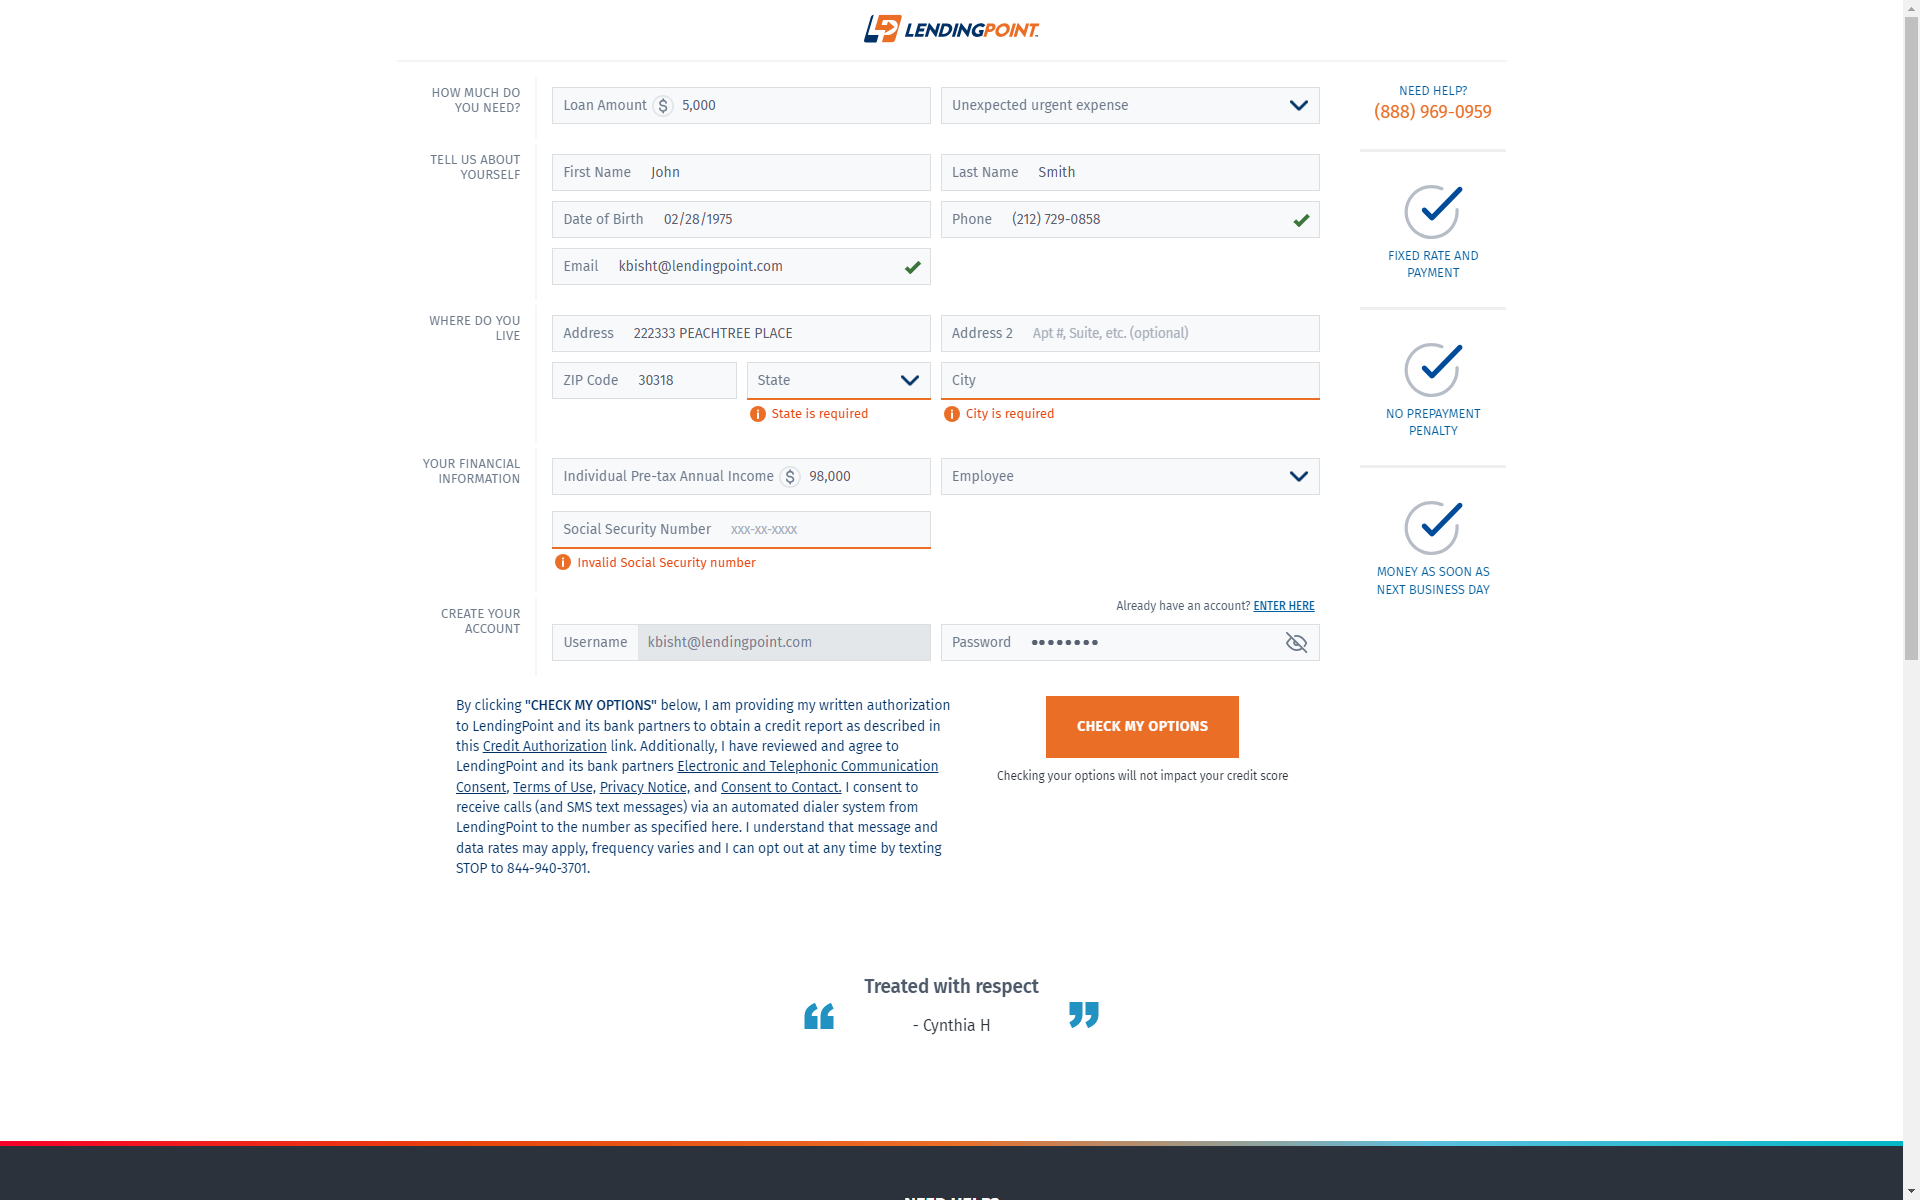 LENDINGPOINT
HOW MUCH DO
YOU NEED?
Loan Amount $ 5,000
Unexpected urgent expense
NEED HELP?
(888) 969-0959
TELL US ABOUT
YOURSELF
First Name John
Last Name Smith
Date of Birth 02/28/1975
Phone (212) 729-0858
Email kbisht@lendingpoint.com
FIXED RATE AND
PAYMENT
WHERE DO YOU
LIVE
Address 222333 PEACHTREE PLACE
Address 2 Apt #, Suite, etc. (optional)
ZIP Code 30318
State
City
State is required
City is required
NO PREPAYMENT
PENALTY
YOUR FINANCIAL
INFORMATION
Individual Pre-tax Annual Income $ 98,000
Employee
Social Security Number xxx-xx-xxxx
Invalid Social Security number
MONEY AS SOON AS
NEXT BUSINESS DAY
CREATE YOUR
ACCOUNT
Already have an account? ENTER HERE
Username kbisht@lendingpoint.com
Password ••••••••
By clicking "CHECK MY OPTIONS" below, I am providing my written authorization
to LendingPoint and its bank partners to obtain a credit report as described in
this Credit Authorization link. Additionally, I have reviewed and agree to
LendingPoint and its bank partners Electronic and Telephonic Communication
Consent, Terms of Use, Privacy Notice, and Consent to Contact. I consent to
receive calls (and SMS text messages) via an automated dialer system from
LendingPoint to the number as specified here. I understand that message and
data rates may apply, frequency varies and I can opt out at any time by texting
STOP to 844-940-3701.
CHECK MY OPTIONS
Checking your options will not impact your credit score
Treated with respect
“ - Cynthia H ”
NEED HELP?